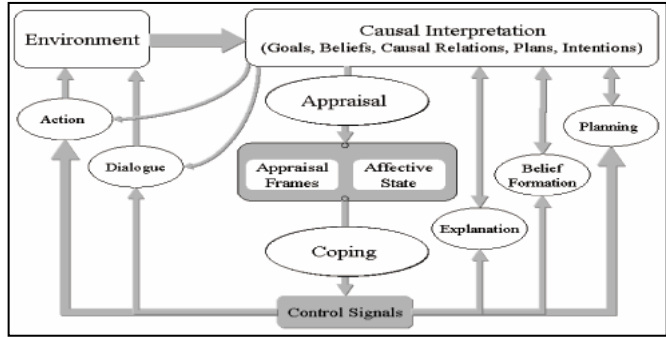 Environment
Causal Interpretation
(Goals, Beliefs, Causal Relations, Plans, Intentions)
Action
Dialogue
Appraisal
Appraisal
Frames
Affective
State
Coping
Control Signals
Explanation
Belief
Formation
Planning